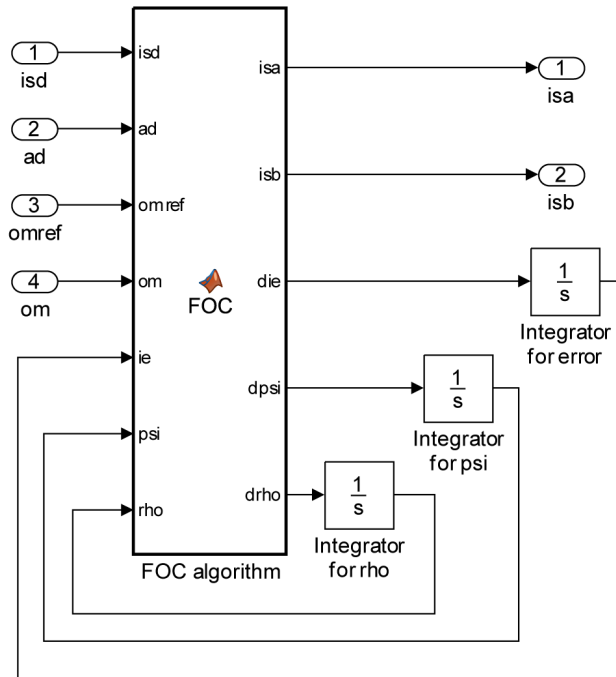 1
isd
2
ad
3
omref
4
om
isd
ad
omref
om
ie
psi
rho
FOC
isa
isb
die
dpsi
drho
FOC algorithm
1
isa
2
isb
1
s
Integrator
for error
1
s
Integrator
for psi
1
s
Integrator
for rho